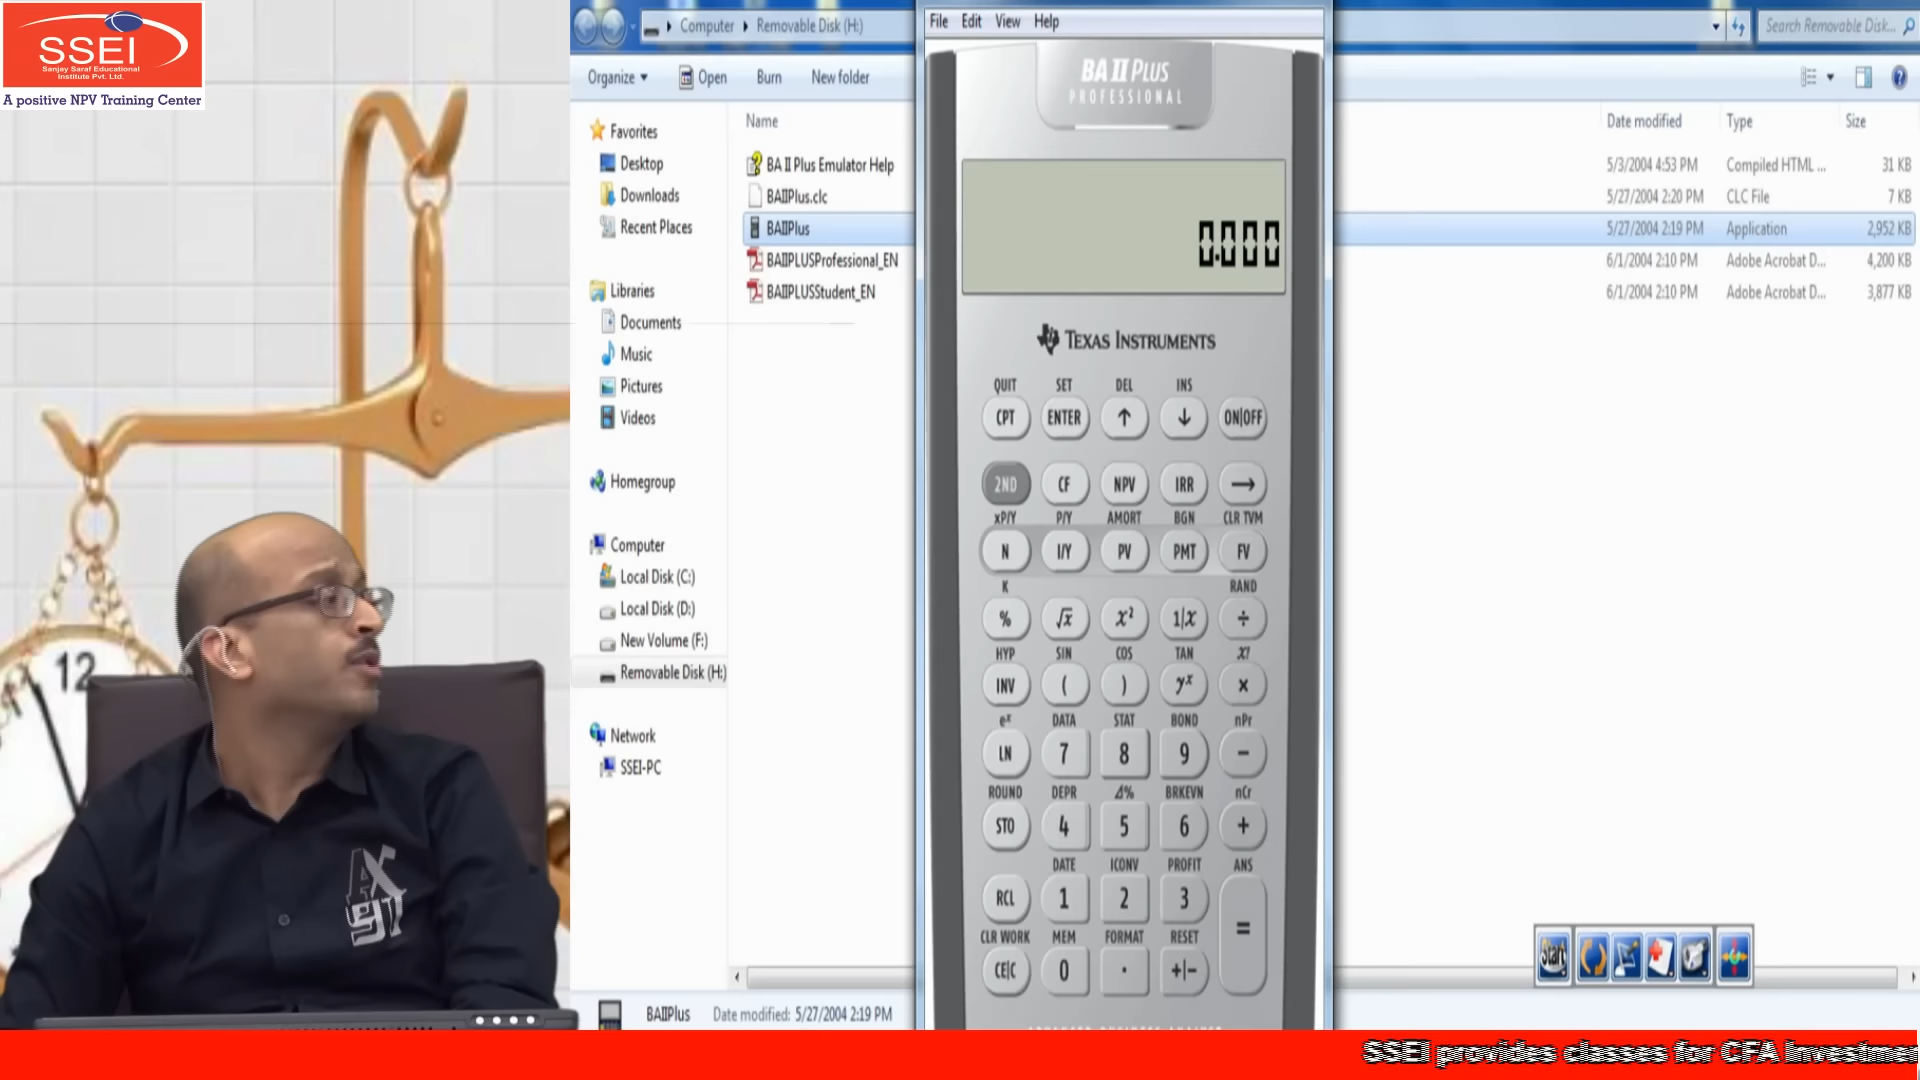 SSEI
Sanjay Saraf Educational
Institute Pvt. Ltd.
A positive NPV Training Center
12
Computer
Removable Disk (H:)
Search Removable Disk...
Organize
Open
Burn
New folder
Favorites
Desktop
Downloads
Recent Places
Libraries
Documents
Music
Pictures
Videos
Homegroup
Computer
Local Disk (C:)
Local Disk (D:)
New Volume (F:)
Removable Disk (H:)
Network
SSEI-PC
Name
Date modified
Type
Size
BA II Plus Emulator Help
5/3/2004 4:53 PM
Compiled HTML ...
31 KB
BAIIPlus.clc
5/27/2004 2:20 PM
CLC File
7 KB
BAIIPlus
5/27/2004 2:19 PM
Application
2,952 KB
BAIIPLUSProfessional_EN
6/1/2004 2:10 PM
Adobe Acrobat D...
4,200 KB
BAIIPLUSStudent_EN
6/1/2004 2:10 PM
Adobe Acrobat D...
3,877 KB
File Edit View Help
BA II PLUS
PROFESSIONAL
0.000
TEXAS INSTRUMENTS
QUIT SET DEL INS
CPT ENTER ↑ ↓ ON|OFF
2ND CF NPV IRR →
xP/Y P/Y AMORT BGN CLR TVM
N I/Y PV PMT FV
K RAND
% √x x² 1/x ÷
HYP SIN COS TAN x!
INV ( ) yˣ ×
eˣ DATA STAT BOND nPr
LN 7 8 9 −
ROUND DEPR Δ% BRKEVN nCr
STO 4 5 6 +
DATE ICONV PROFIT ANS
RCL 1 2 3 =
CLR WORK MEM FORMAT RESET
CE|C 0 . +|−
Start
BAIIPlus
Date modified: 5/27/2004 2:19 PM
SSEI provides classes for CFA Investme